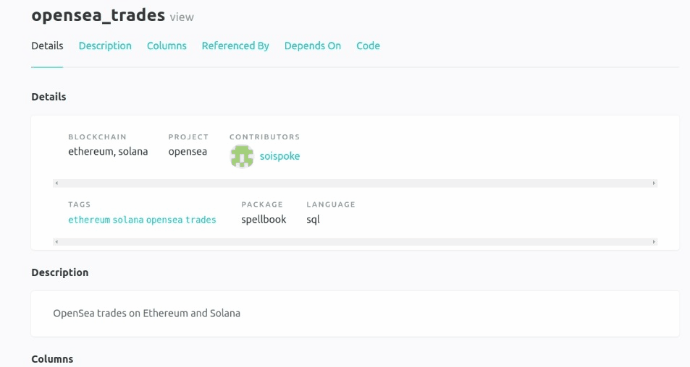 opensea_trades view
Details Description Columns Referenced By Depends On Code
Details
BLOCKCHAIN PROJECT CONTRIBUTORS
ethereum, solana opensea soispoke
TAGS PACKAGE LANGUAGE
ethereum solana opensea trades spellbook sql
Description
OpenSea trades on Ethereum and Solana
Columns